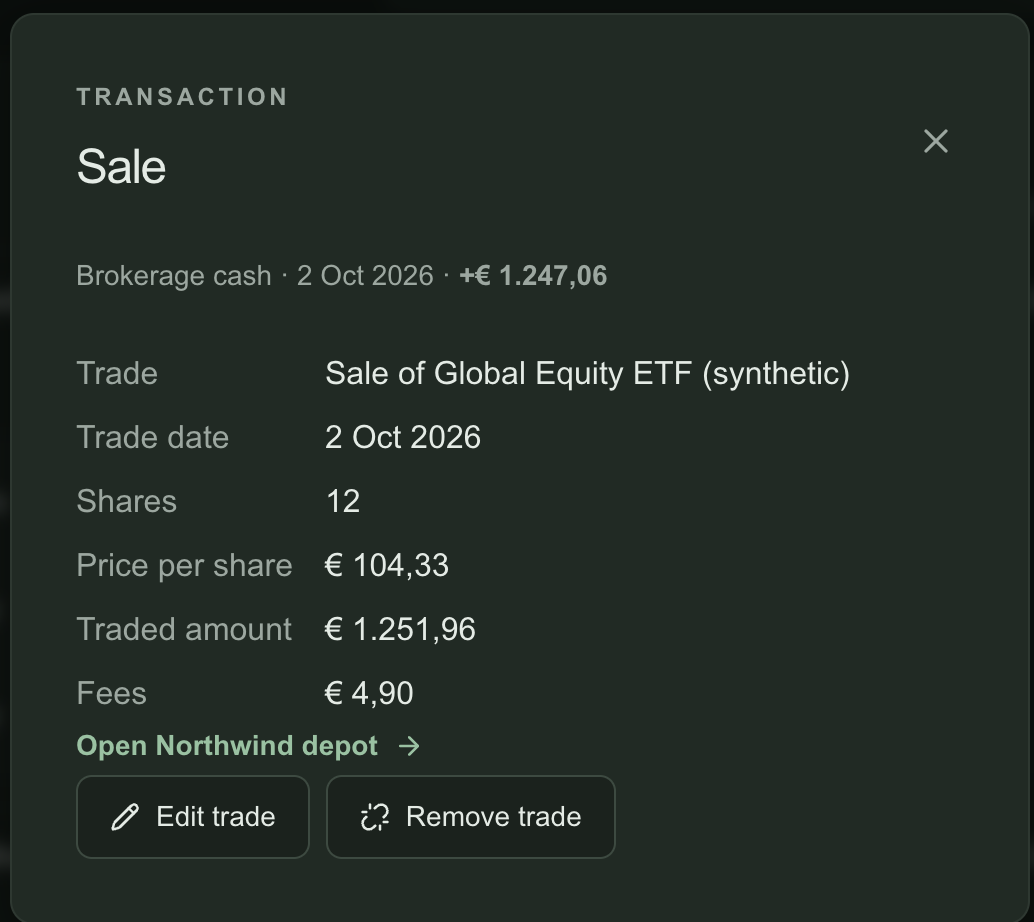 TRANSACTION
Sale
Brokerage cash · 2 Oct 2026 · +€ 1.247,06
Trade Sale of Global Equity ETF (synthetic)
Trade date 2 Oct 2026
Shares 12
Price per share € 104,33
Traded amount € 1.251,96
Fees € 4,90
Open Northwind depot →
Edit trade Remove trade